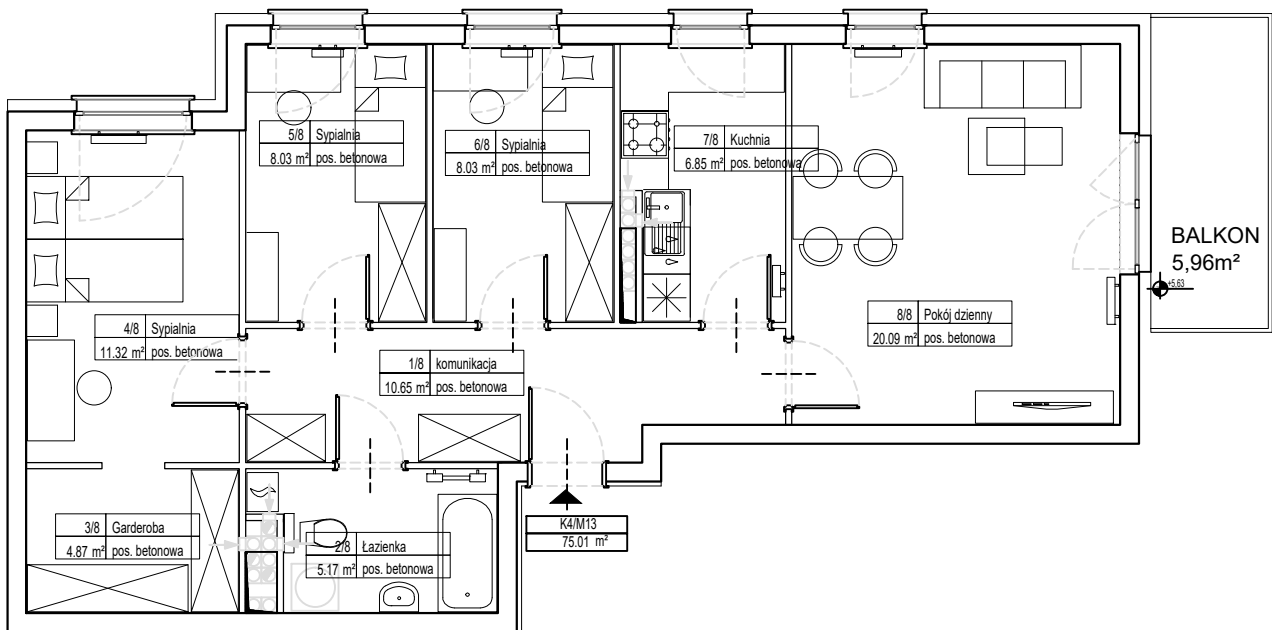 5/8 Sypialnia
8.03 m² pos. betonowa
6/8 Sypialnia
8.03 m² pos. betonowa
7/8 Kuchnia
6.85 m² pos. betonowa
BALKON
5,96m²
+5,63
8/8 Pokój dzienny
20.09 m² pos. betonowa
4/8 Sypialnia
11.32 m² pos. betonowa
1/8 komunikacja
10.65 m² pos. betonowa
3/8 Garderoba
4.87 m² pos. betonowa
2/8 Łazienka
5.17 m² pos. betonowa
K4/M13
75.01 m²